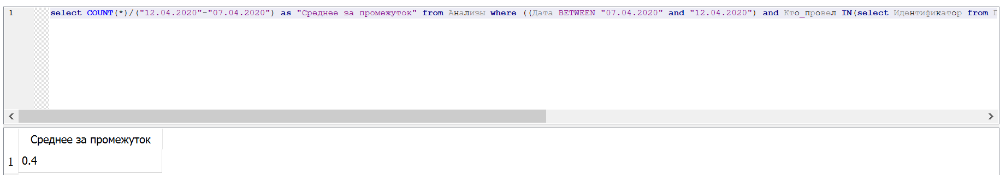 1 select COUNT(*)/("12.04.2020"-"07.04.2020") as "Среднее за промежуток" from Анализы where ((Дата BETWEEN "07.04.2020" and "12.04.2020") and Кто_провел IN(select Идентификатор from
Среднее за промежуток
1 0.4